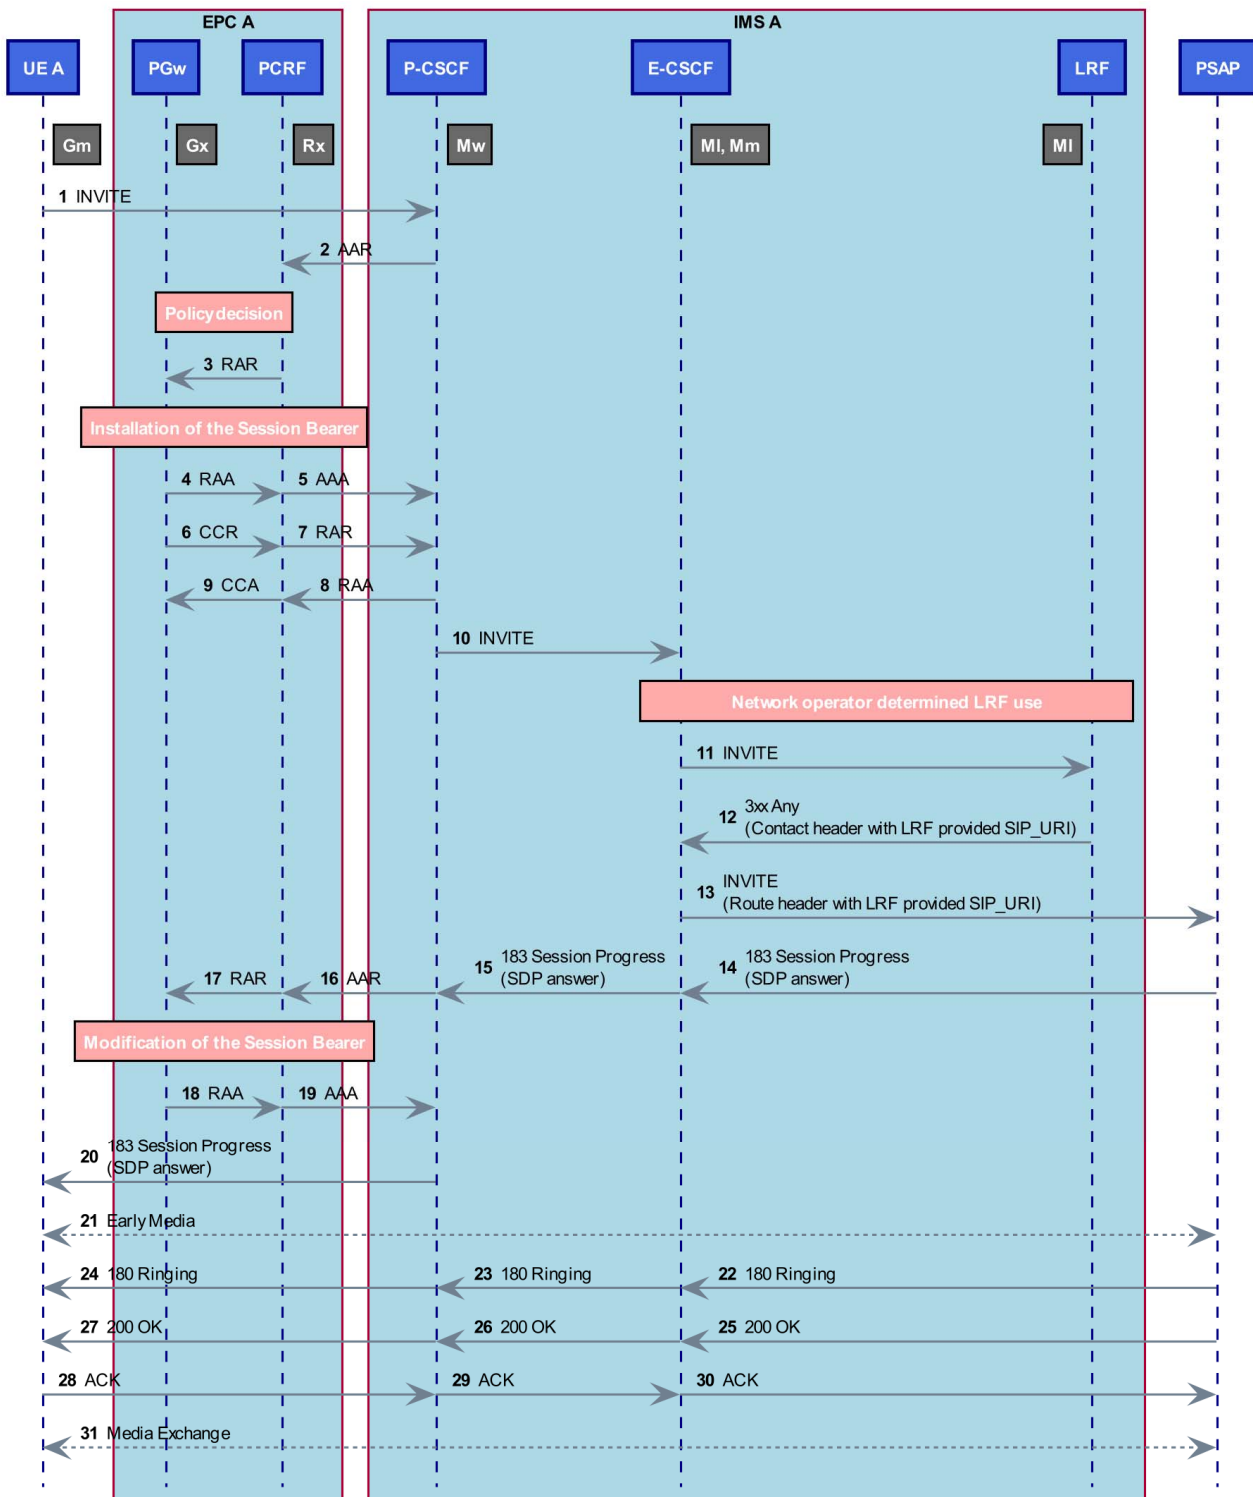 EPC A
IMS A
UE A
PGw
PCRF
P-CSCF
E-CSCF
LRF
PSAP
Gm
Gx
Rx
Mw
Ml, Mm
Ml
1 INVITE
2 AAR
Policy decision
3 RAR
Installation of the Session Bearer
4 RAA
5 AAA
6 CCR
7 RAR
9 CCA
8 RAA
10 INVITE
Network operator determined LRF use
11 INVITE
12 3xx Any
(Contact header with LRF provided SIP_URI)
13 INVITE
(Route header with LRF provided SIP_URI)
17 RAR
16 AAR
15 183 Session Progress
(SDP answer)
14 183 Session Progress
(SDP answer)
Modification of the Session Bearer
18 RAA
19 AAA
20 183 Session Progress
(SDP answer)
21 Early Media
24 180 Ringing
23 180 Ringing
22 180 Ringing
27 200 OK
26 200 OK
25 200 OK
28 ACK
29 ACK
30 ACK
31 Media Exchange